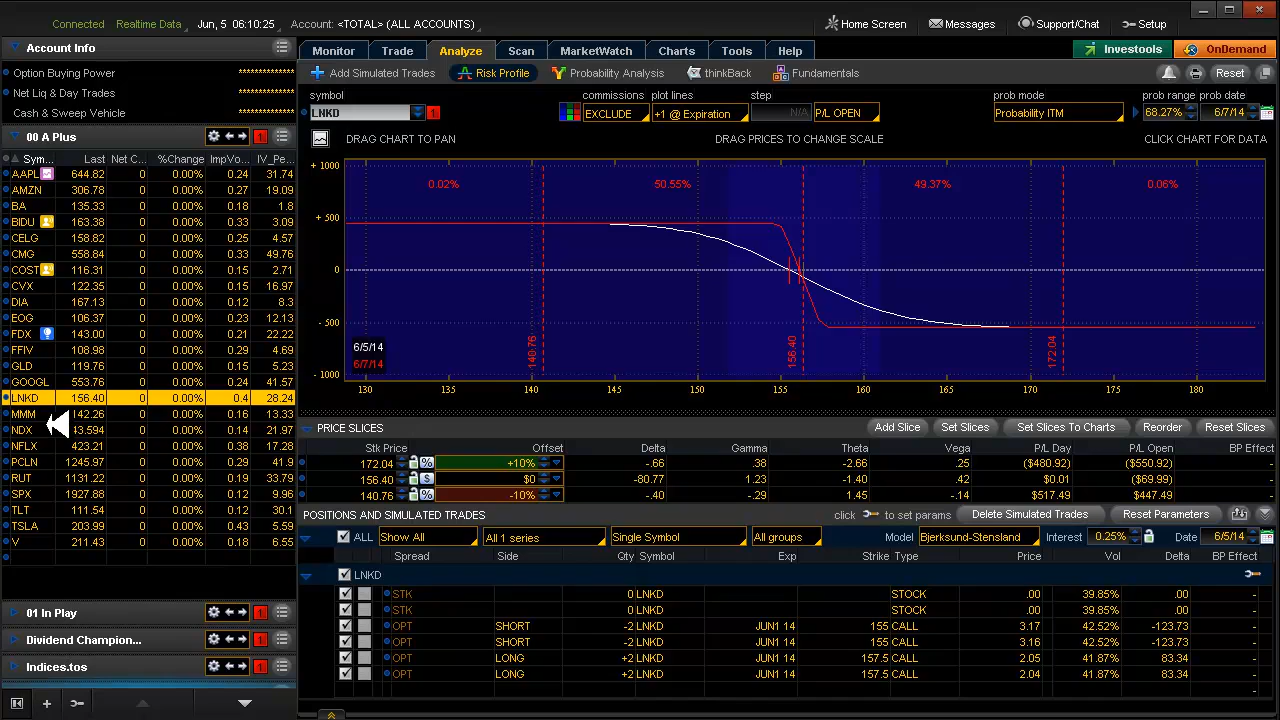 Connected Realtime Data Jun, 5 06:10:25 Account: <TOTAL> (ALL ACCOUNTS) Home Screen Messages Support/Chat Setup
Account Info
Option Buying Power **************
Net Liq & Day Trades **************
Cash & Sweep Vehicle **************
00 A Plus 1
Sym... Last Net C... %Change ImpVo... IV_Pe...
AAPL 644.82 0 0.00% 0.24 31.74
AMZN 306.78 0 0.00% 0.27 19.09
BA 135.33 0 0.00% 0.18 1.8
BIDU 163.38 0 0.00% 0.33 3.09
CELG 158.82 0 0.00% 0.25 4.57
CMG 558.84 0 0.00% 0.33 49.76
COST 116.31 0 0.00% 0.15 2.71
CVX 122.35 0 0.00% 0.15 16.97
DIA 167.13 0 0.00% 0.12 8.3
EOG 106.37 0 0.00% 0.23 12.13
FDX 143.00 0 0.00% 0.21 22.22
FFIV 108.98 0 0.00% 0.29 4.69
GLD 119.76 0 0.00% 0.15 5.23
GOOGL 553.76 0 0.00% 0.24 41.57
LNKD 156.40 0 0.00% 0.4 28.24
MMM 142.26 0 0.00% 0.16 13.33
NDX 43.594 0 0.00% 0.14 21.97
NFLX 423.21 0 0.00% 0.38 17.28
PCLN 1245.97 0 0.00% 0.29 41.9
RUT 1131.22 0 0.00% 0.19 33.79
SPX 1927.88 0 0.00% 0.12 9.96
TLT 111.54 0 0.00% 0.12 30.1
TSLA 203.99 0 0.00% 0.43 5.59
V 211.43 0 0.00% 0.18 6.55
01 In Play 1
Dividend Champion... 1
Indices.tos 1
Monitor Trade Analyze Scan MarketWatch Charts Tools Help Investools OnDemand
Add Simulated Trades Risk Profile Probability Analysis thinkBack Fundamentals Reset
symbol commissions plot lines step prob mode prob range prob date
LNKD 1 EXCLUDE +1 @ Expiration N/A P/L OPEN Probability ITM 68.27% 6/7/14
DRAG CHART TO PAN DRAG PRICES TO CHANGE SCALE CLICK CHART FOR DATA
+ 1000
0.02% 50.55% 49.37% 0.06%
+ 500
0
- 500
- 1000
140.76 156.40 172.04
6/5/14
6/7/14
130 135 140 145 150 155 160 165 170 175 180
PRICE SLICES Add Slice Set Slices Set Slices To Charts Reorder Reset Slices
Stk Price Offset Delta Gamma Theta Vega P/L Day P/L Open BP Effect
172.04 % +10% -.66 .38 -2.66 .25 ($480.92) ($550.92) -
156.40 $ $0 -80.77 1.23 -1.40 .42 $0.01 ($69.99) -
140.76 % -10% -.40 -.29 1.45 -.14 $517.49 $447.49 -
POSITIONS AND SIMULATED TRADES click to set params Delete Simulated Trades Reset Parameters
ALL Show All All 1 series Single Symbol All groups Model Bjerksund-Stensland Interest 0.25% Date 6/5/14
Spread Side Qty Symbol Exp Strike Type Price Vol Delta BP Effect
LNKD
STK 0 LNKD STOCK .00 39.85% .00 -
STK 0 LNKD STOCK .00 39.85% .00 -
OPT SHORT -2 LNKD JUN1 14 155 CALL 3.17 42.52% -123.73 -
OPT SHORT -2 LNKD JUN1 14 155 CALL 3.16 42.52% -123.73 -
OPT LONG +2 LNKD JUN1 14 157.5 CALL 2.05 41.87% 83.34 -
OPT LONG +2 LNKD JUN1 14 157.5 CALL 2.04 41.87% 83.34 -